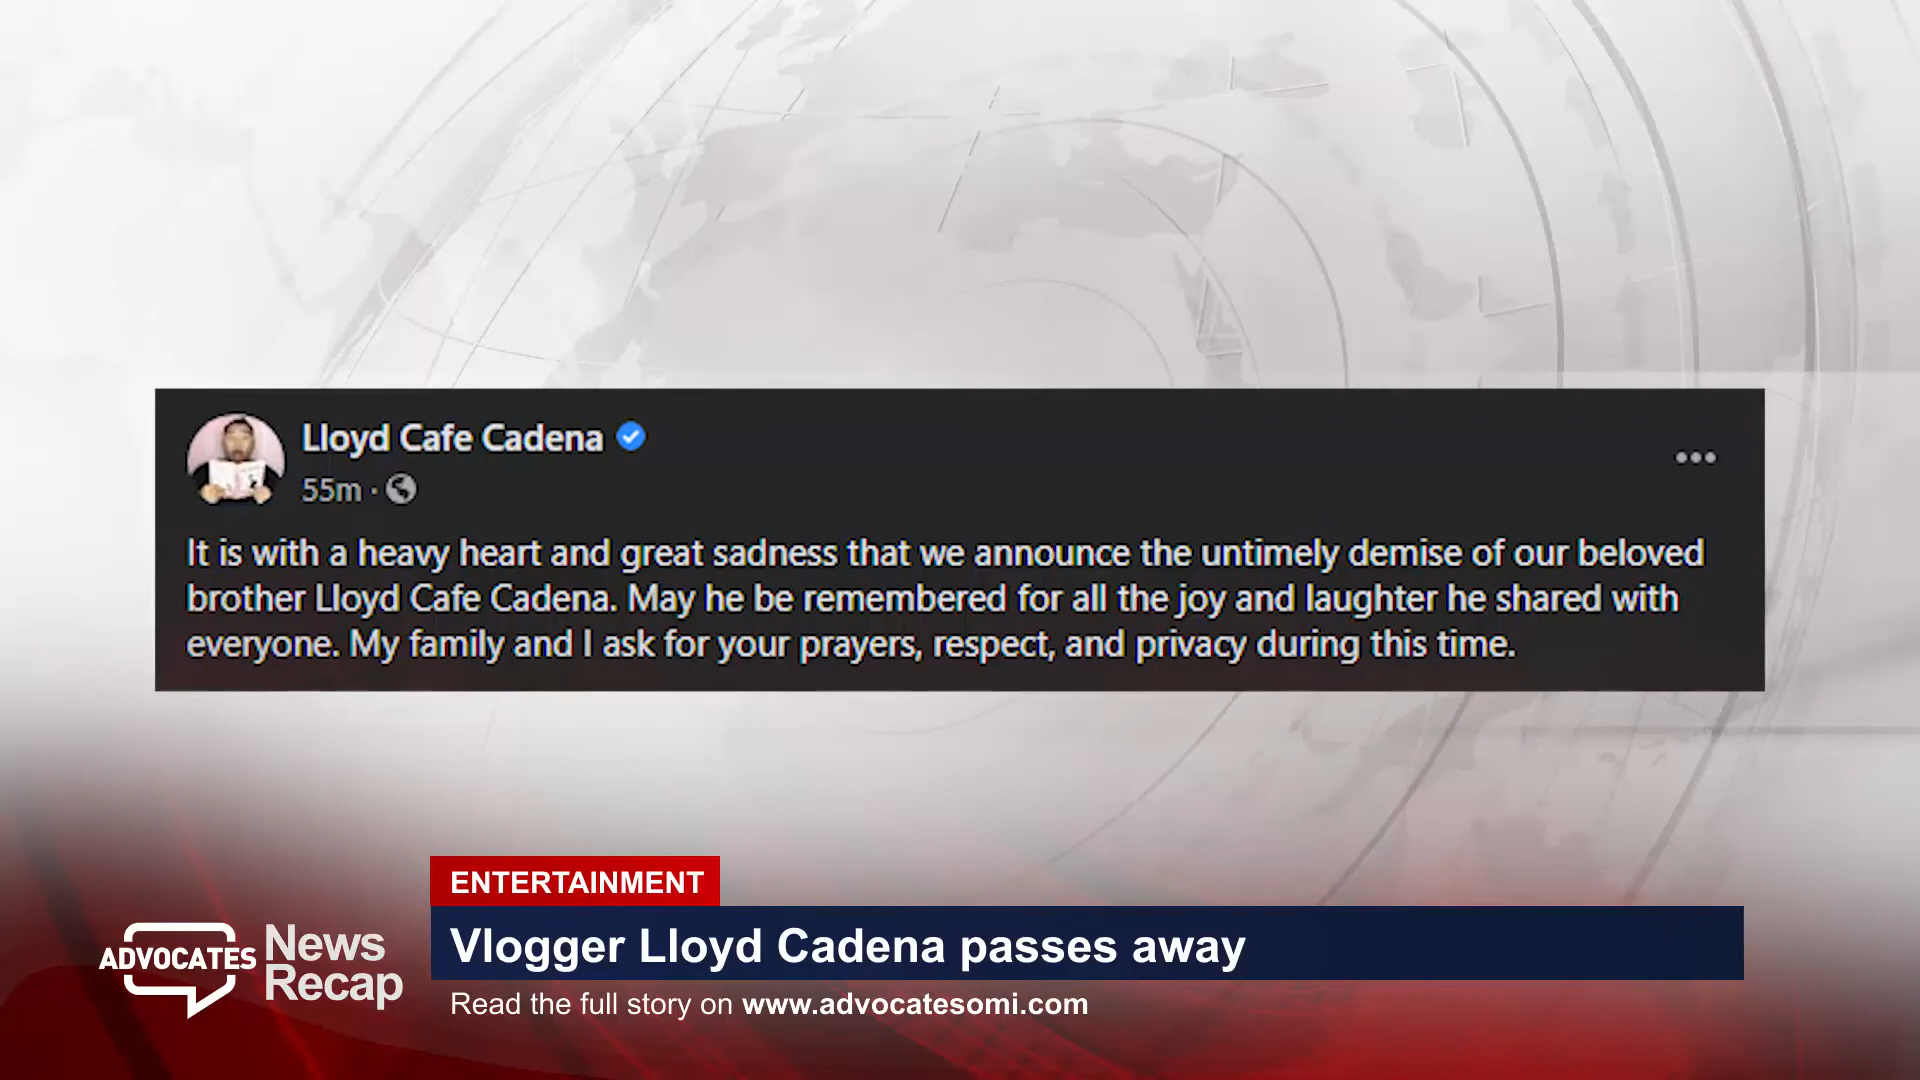 Lloyd Cafe Cadena
55m ·
It is with a heavy heart and great sadness that we announce the untimely demise of our beloved
brother Lloyd Cafe Cadena. May he be remembered for all the joy and laughter he shared with
everyone. My family and I ask for your prayers, respect, and privacy during this time.
ENTERTAINMENT
Vlogger Lloyd Cadena passes away
Read the full story on www.advocatesomi.com
ADVOCATES
News
Recap